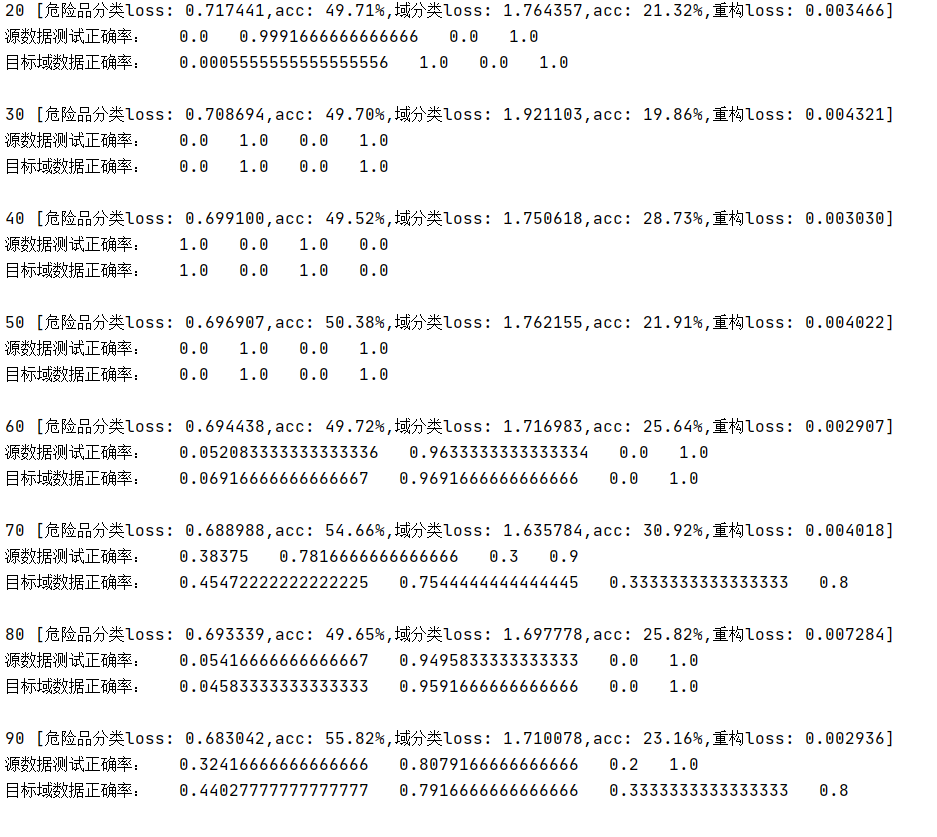 20 [危险品分类loss: 0.717441,acc: 49.71%,域分类loss: 1.764357,acc: 21.32%,重构loss: 0.003466]
源数据测试正确率: 0.0 0.9991666666666666 0.0 1.0
目标域数据正确率: 0.0005555555555555556 1.0 0.0 1.0
30 [危险品分类loss: 0.708694,acc: 49.70%,域分类loss: 1.921103,acc: 19.86%,重构loss: 0.004321]
源数据测试正确率: 0.0 1.0 0.0 1.0
目标域数据正确率: 0.0 1.0 0.0 1.0
40 [危险品分类loss: 0.699100,acc: 49.52%,域分类loss: 1.750618,acc: 28.73%,重构loss: 0.003030]
源数据测试正确率: 1.0 0.0 1.0 0.0
目标域数据正确率: 1.0 0.0 1.0 0.0
50 [危险品分类loss: 0.696907,acc: 50.38%,域分类loss: 1.762155,acc: 21.91%,重构loss: 0.004022]
源数据测试正确率: 0.0 1.0 0.0 1.0
目标域数据正确率: 0.0 1.0 0.0 1.0
60 [危险品分类loss: 0.694438,acc: 49.72%,域分类loss: 1.716983,acc: 25.64%,重构loss: 0.002907]
源数据测试正确率: 0.052083333333333336 0.9633333333333334 0.0 1.0
目标域数据正确率: 0.06916666666666667 0.9691666666666666 0.0 1.0
70 [危险品分类loss: 0.688988,acc: 54.66%,域分类loss: 1.635784,acc: 30.92%,重构loss: 0.004018]
源数据测试正确率: 0.38375 0.7816666666666666 0.3 0.9
目标域数据正确率: 0.45472222222222225 0.7544444444444445 0.3333333333333333 0.8
80 [危险品分类loss: 0.693339,acc: 49.65%,域分类loss: 1.697778,acc: 25.82%,重构loss: 0.007284]
源数据测试正确率: 0.05416666666666667 0.9495833333333333 0.0 1.0
目标域数据正确率: 0.04583333333333333 0.9591666666666666 0.0 1.0
90 [危险品分类loss: 0.683042,acc: 55.82%,域分类loss: 1.710078,acc: 23.16%,重构loss: 0.002936]
源数据测试正确率: 0.32416666666666666 0.8079166666666666 0.2 1.0
目标域数据正确率: 0.44027777777777777 0.7916666666666666 0.3333333333333333 0.8